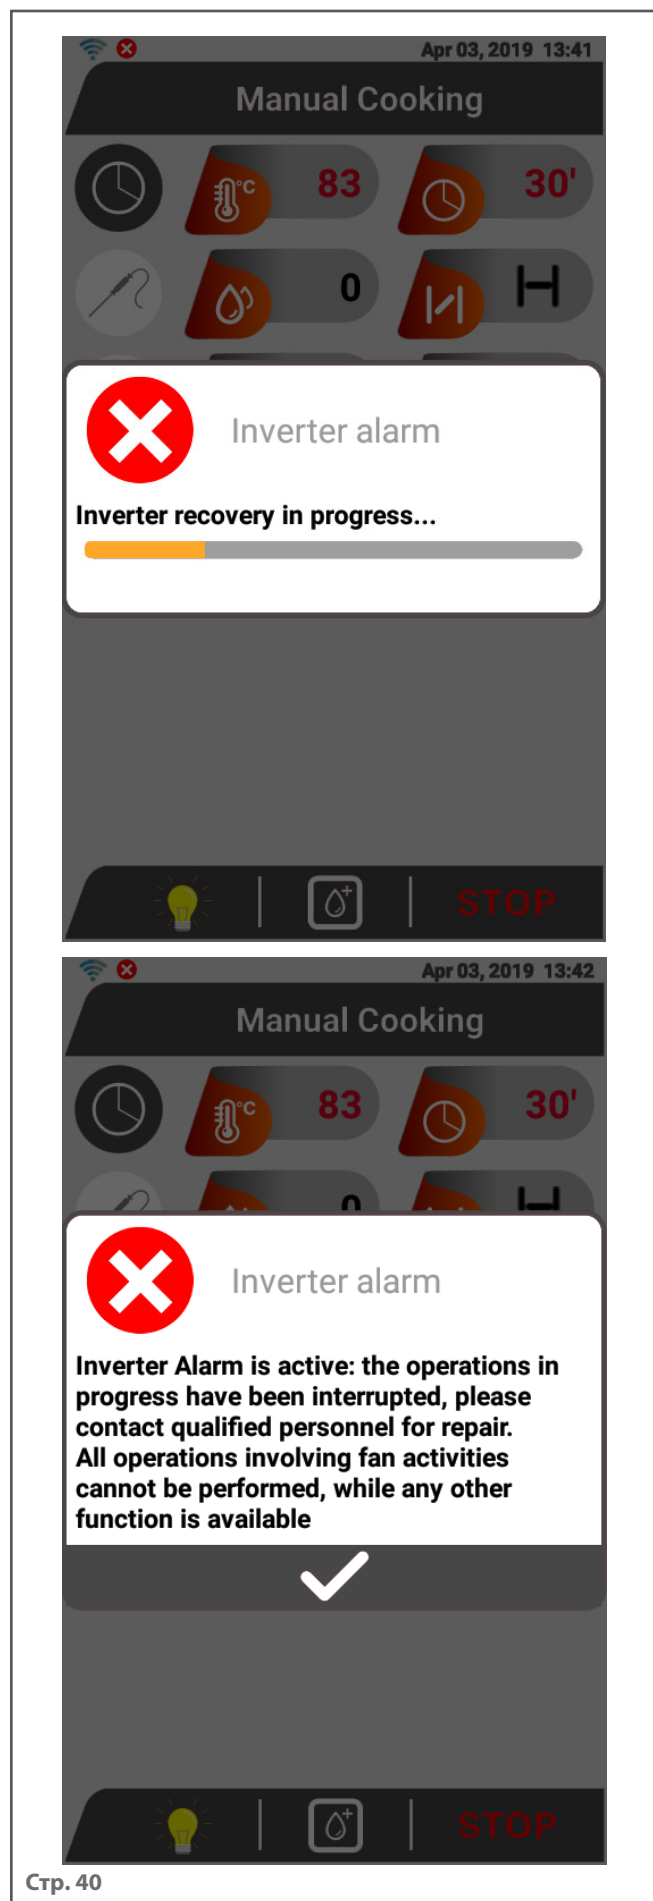 Apr 03, 2019 13:41
Manual Cooking
°C 83 30'
0
Inverter alarm
Inverter recovery in progress...
STOP
Apr 03, 2019 13:42
Manual Cooking
°C 83 30'
0
Inverter alarm
Inverter Alarm is active: the operations in
progress have been interrupted, please
contact qualified personnel for repair.
All operations involving fan activities
cannot be performed, while any other
function is available
STOP
Стр. 40